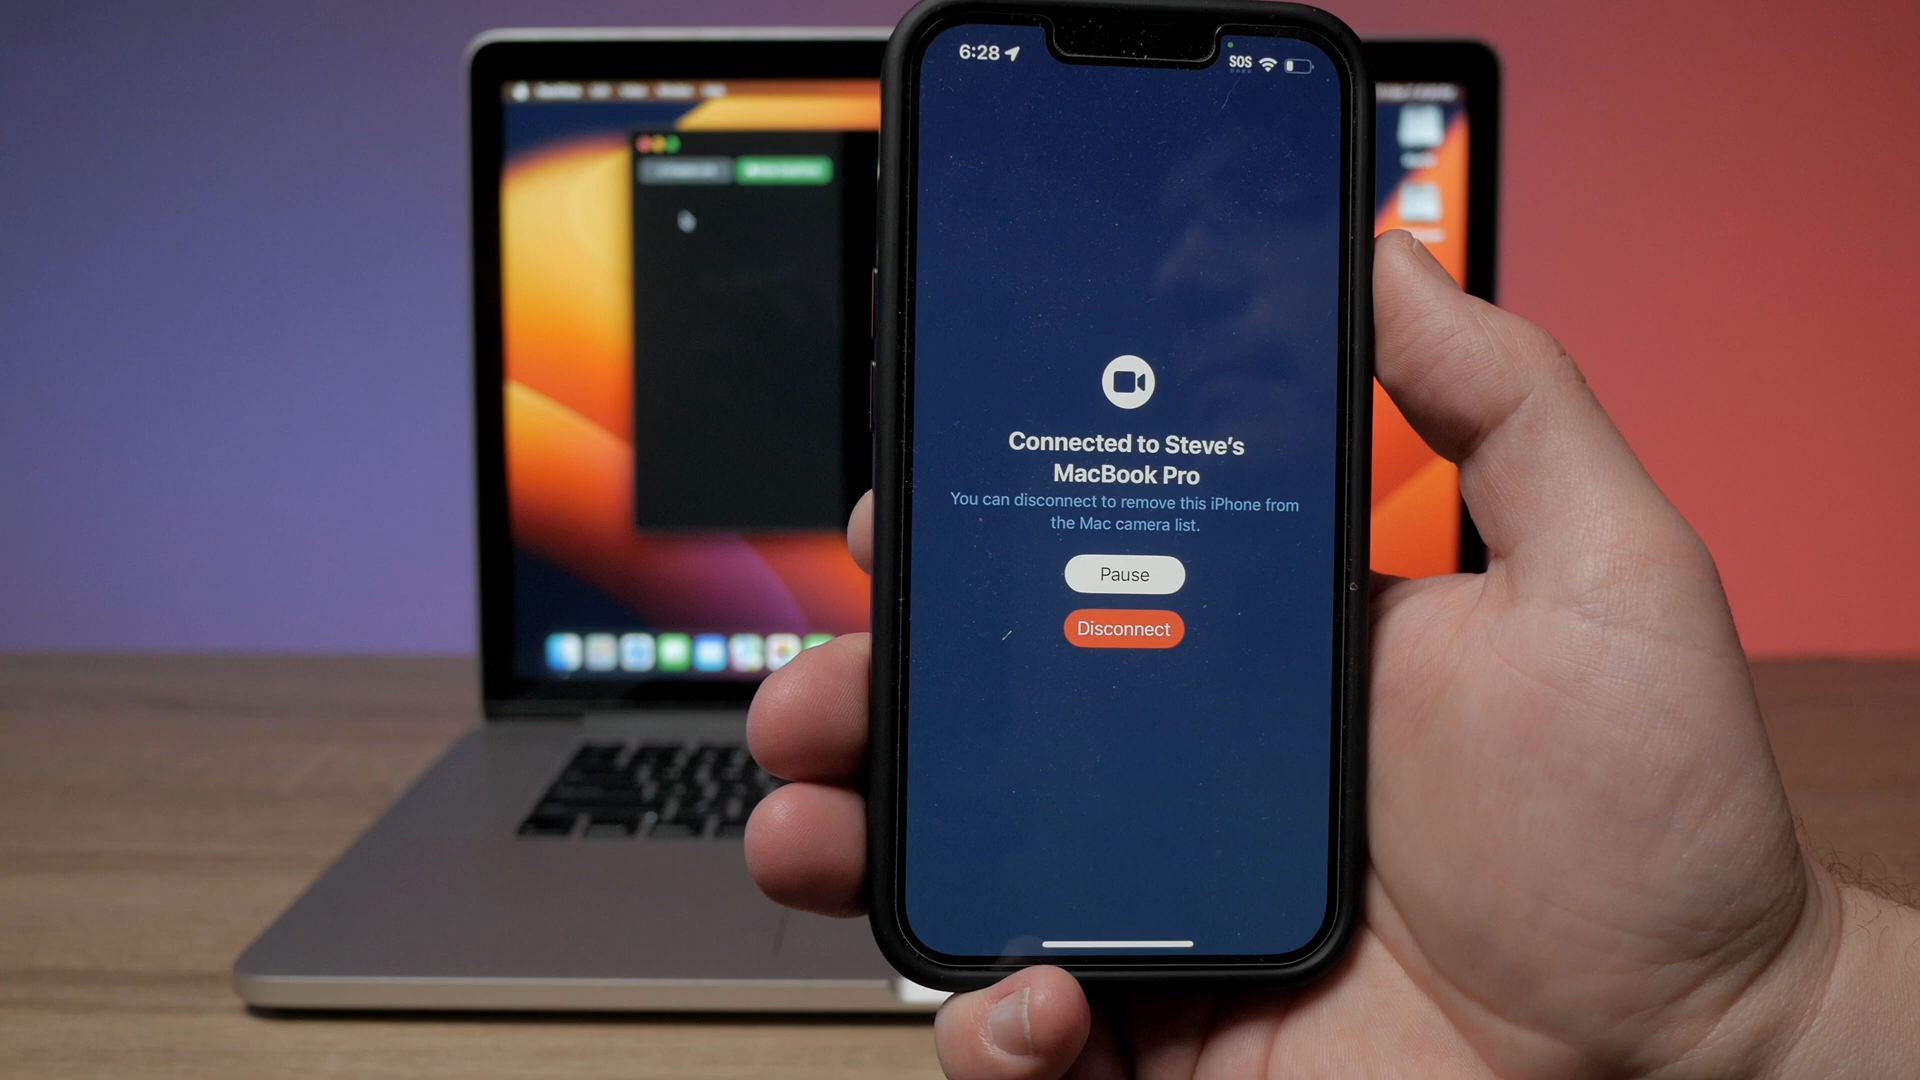 6:28
SOS
Connected to Steve's
MacBook Pro
You can disconnect to remove this iPhone from
the Mac camera list.
Pause
Disconnect